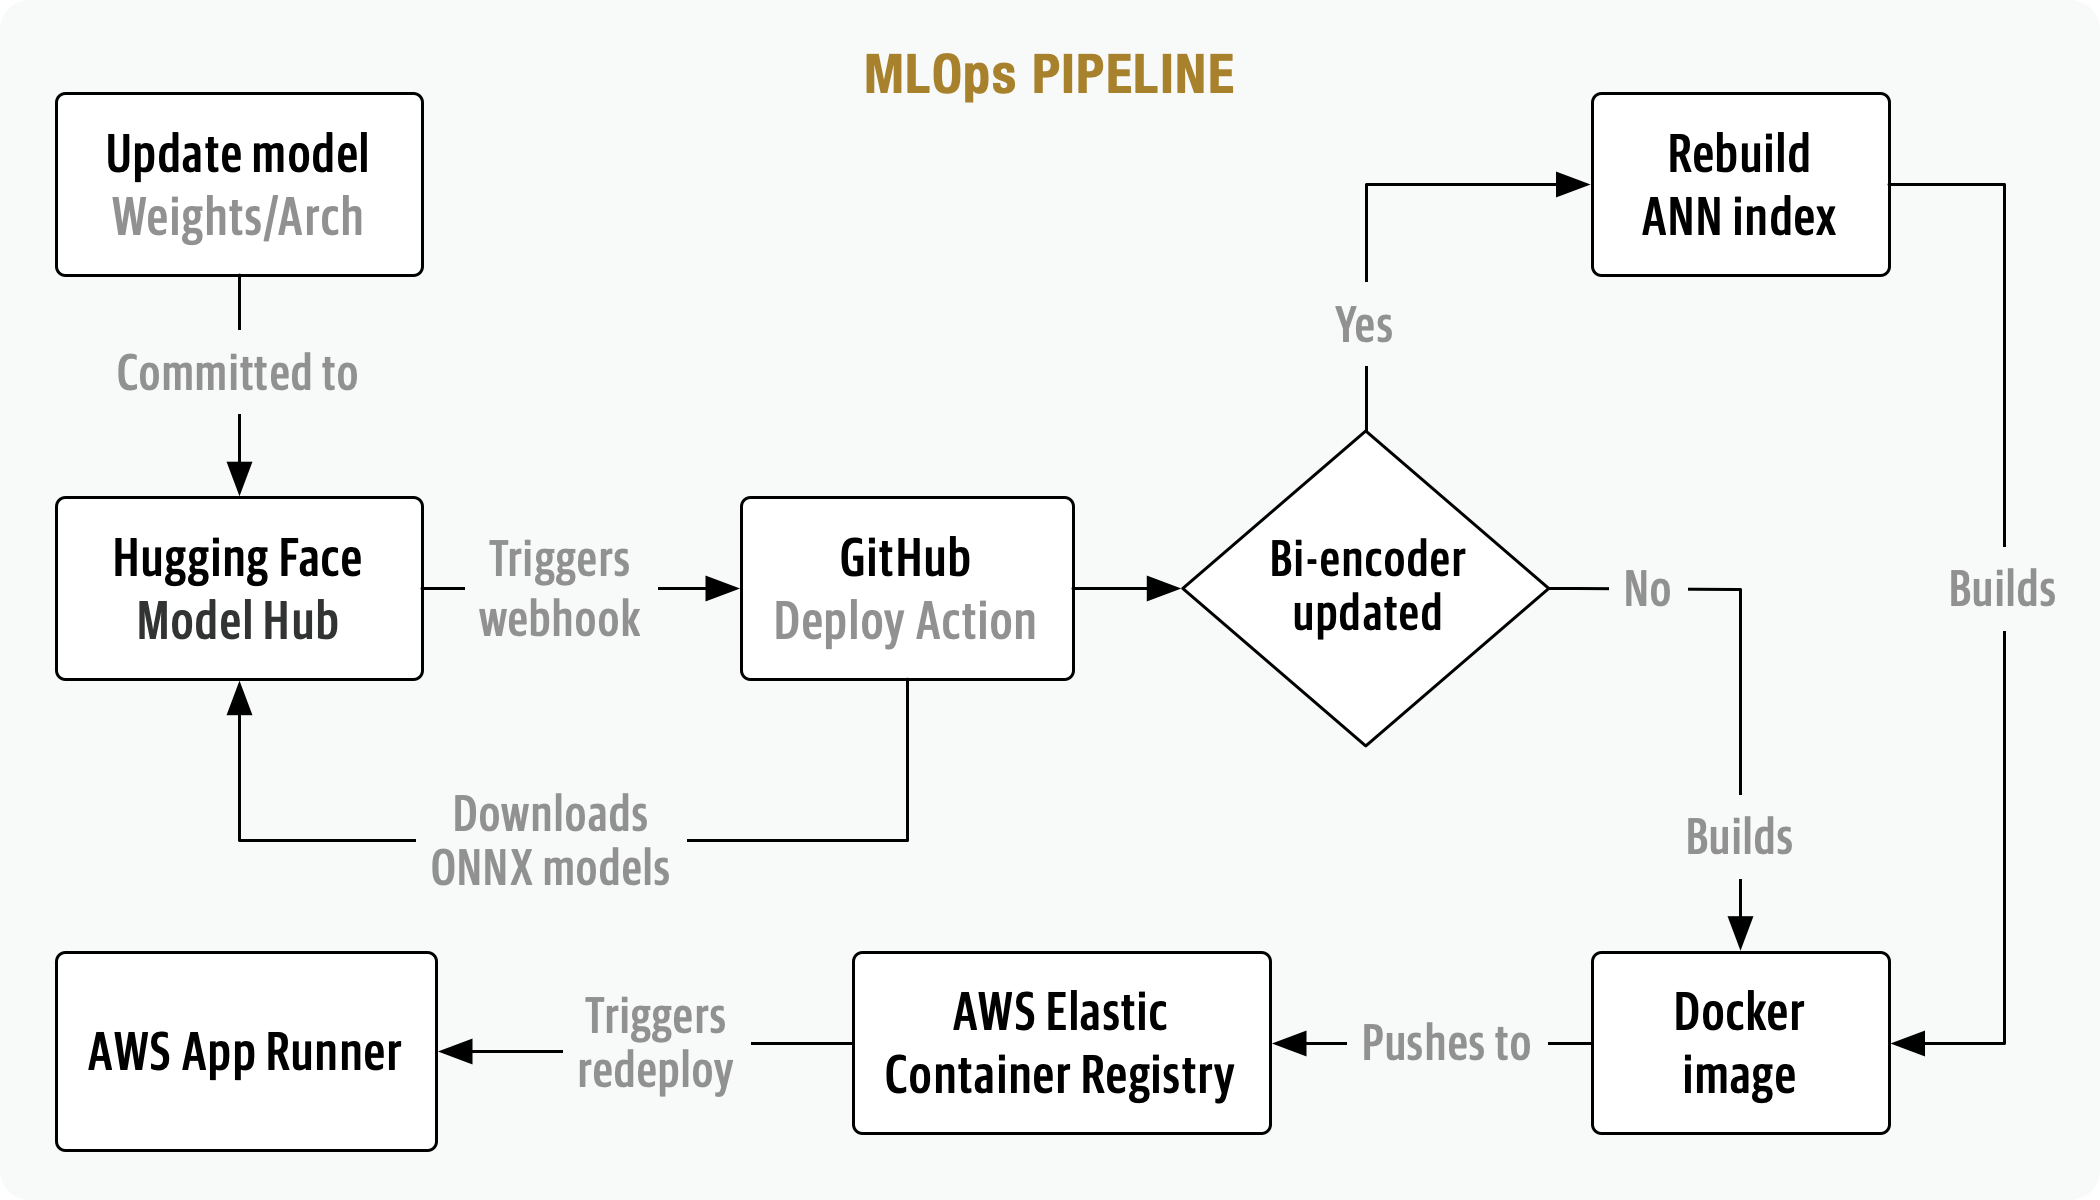 MLOps PIPELINE
Update model
Weights/Arch
Rebuild
ANN index
Yes
Committed to
Hugging Face
Model Hub
Triggers
webhook
GitHub
Deploy Action
Bi-encoder
updated
No
Builds
Downloads
ONNX models
Builds
AWS App Runner
Triggers
redeploy
AWS Elastic
Container Registry
Pushes to
Docker
image